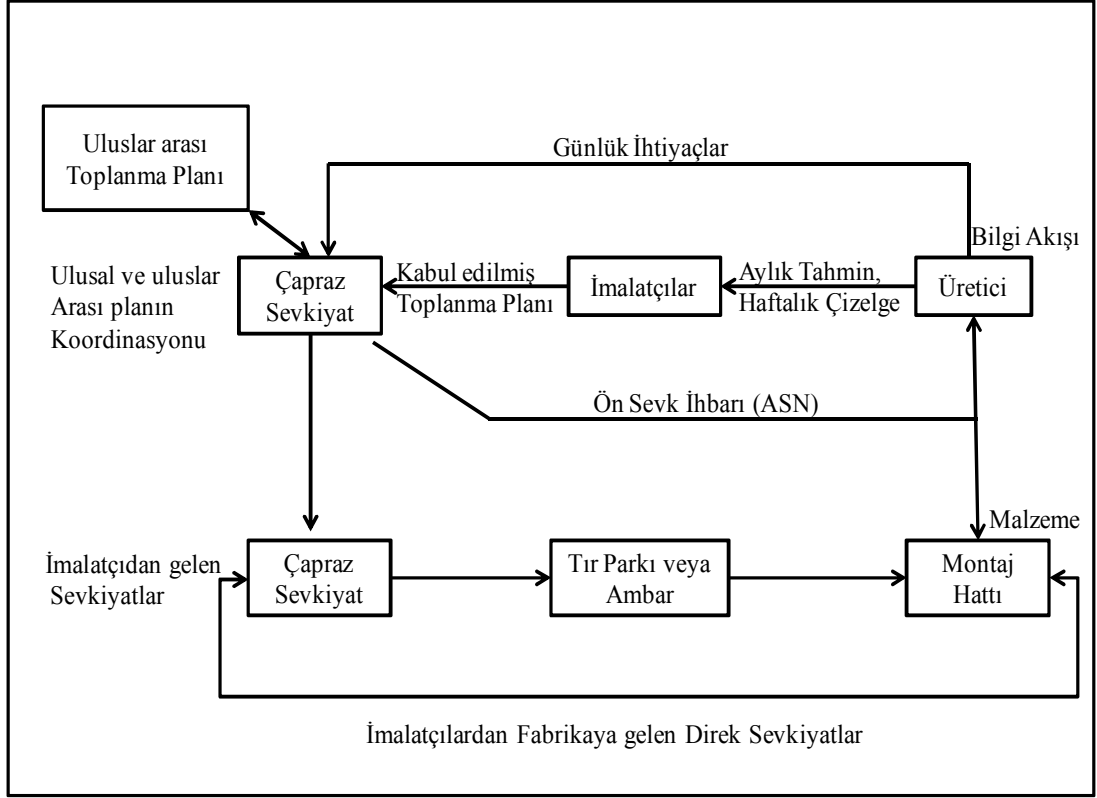 Uluslar arası
Toplanma Planı
Günlük İhtiyaçlar
Bilgi Akışı
Ulusal ve uluslar
Arası planın
Koordinasyonu
Çapraz
Sevkiyat
Kabul edilmiş
Toplanma Planı
İmalatçılar
Aylık Tahmin,
Haftalık Çizelge
Üretici
Ön Sevk İhbarı (ASN)
Malzeme
İmalatçıdan gelen
Sevkiyatlar
Çapraz
Sevkiyat
Tır Parkı veya
Ambar
Montaj
Hattı
İmalatçılardan Fabrikaya gelen Direk Sevkiyatlar